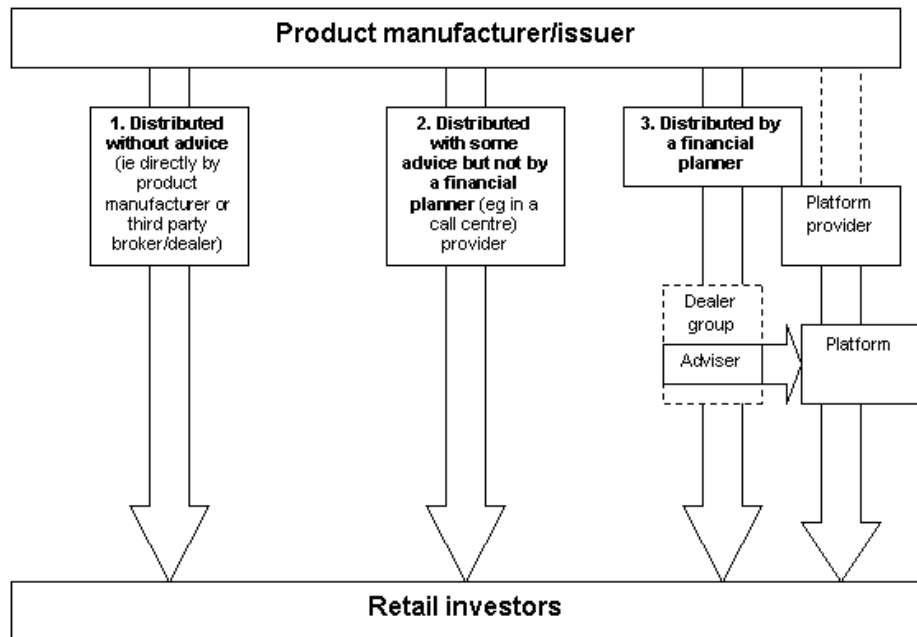 Product manufacturer/issuer
1. Distributed
without advice
(ie directly by
product
manufacturer or
third party
broker/dealer)
2. Distributed
with some
advice but not by
a financial
planner (eg in a
call centre)
provider
3. Distributed by
a financial
planner
Platform
provider
Dealer
group
Adviser
Platform
Retail investors